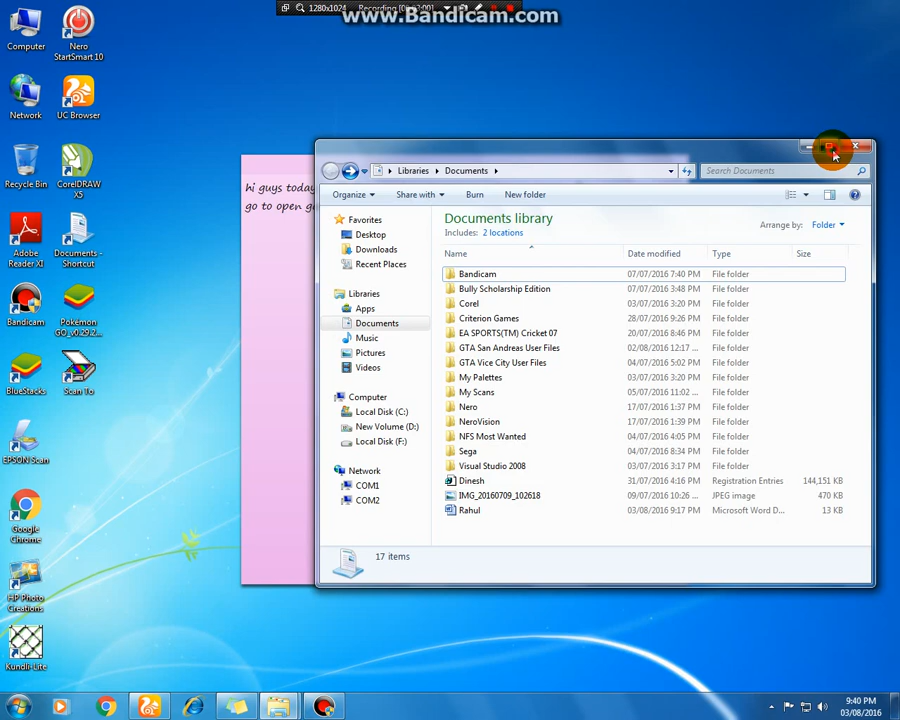 1280x1024 Recording
www.Bandicam.com
Computer
Nero StartSmart 10
Network
UC Browser
Recycle Bin
CorelDRAW X5
Adobe Reader XI
Documents - Shortcut
Bandicam
Pokémon GO_v0.29.2...
BlueStacks
Scan To
EPSON Scan
Google Chrome
HP Photo Creations
Kundli-Lite
hi guys today
go to open
Libraries Documents
Search Documents
Organize Share with Burn New folder
Favorites
Desktop
Downloads
Recent Places
Libraries
Apps
Documents
Music
Pictures
Videos
Computer
Local Disk (C:)
New Volume (D:)
Local Disk (F:)
Network
COM1
COM2
Documents library
Includes: 2 locations
Arrange by: Folder
Name Date modified Type Size
Bandicam 07/07/2016 7:40 PM File folder
Bully Scholarship Edition 07/07/2016 3:48 PM File folder
Corel 03/07/2016 3:20 PM File folder
Criterion Games 28/07/2016 9:26 PM File folder
EA SPORTS(TM) Cricket 07 20/07/2016 8:46 PM File folder
GTA San Andreas User Files 02/08/2016 12:17 ... File folder
GTA Vice City User Files 04/07/2016 5:02 PM File folder
My Palettes 03/07/2016 3:20 PM File folder
My Scans 03/07/2016 11:02 ... File folder
Nero 17/07/2016 1:37 PM File folder
NeroVision 17/07/2016 1:39 PM File folder
NFS Most Wanted 04/07/2016 4:05 PM File folder
Sega 04/07/2016 8:34 PM File folder
Visual Studio 2008 03/07/2016 3:17 PM File folder
Dinesh 31/07/2016 4:16 PM Registration Entries 144,151 KB
IMG_20160709_102618 09/07/2016 10:26 ... JPEG image 470 KB
Rahul 03/08/2016 9:17 PM Microsoft Word D... 13 KB
17 items
9:40 PM
03/08/2016